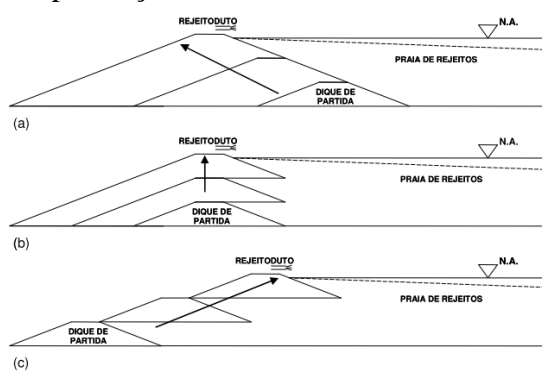 REJEITODUTO
N.A.
PRAIA DE REJEITOS
DIQUE DE
PARTIDA
(a)
REJEITODUTO
N.A.
PRAIA DE REJEITOS
DIQUE DE
PARTIDA
(b)
REJEITODUTO
N.A.
PRAIA DE REJEITOS
DIQUE DE
PARTIDA
(c)